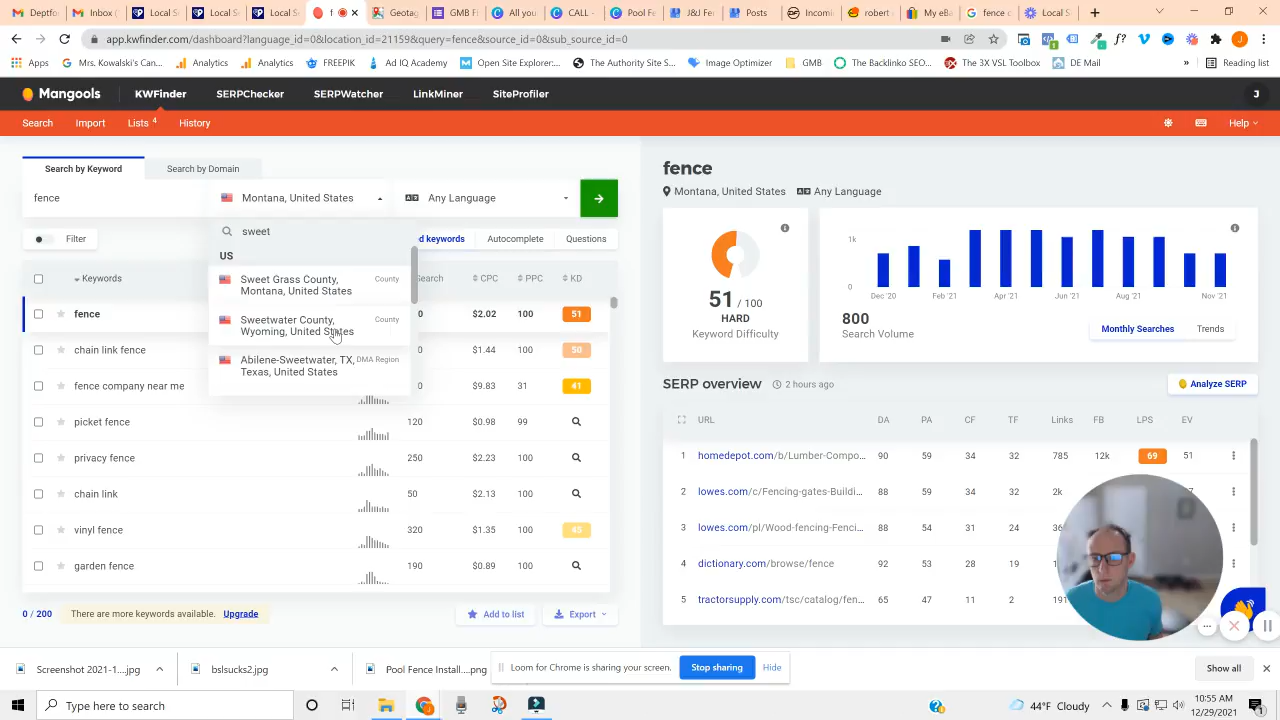 Deptfor
Inbox (
Local S
Local S
f
Geotag
GMB F
All you
CALL -
Pool Fe
J&J Fe
Posts
Incomi
robert
My eBa
fence c
Local S
app.kwfinder.com/dashboard?language_id=0&location_id=21159&query=fence&source_id=0&sub_source_id=0
Apps
Mrs. Kowalski's Can...
Analytics
Analytics
FREEPIK
Ad IQ Academy
Open Site Explorer:...
The Authority Site S...
Image Optimizer
GMB
The Backlinko SEO...
The 3X VSL Toolbox
DE Mail
»
Reading list
Mangools
KWFinder
SERPChecker
SERPWatcher
LinkMiner
SiteProfiler
J
Search
Import
Lists 4
History
Help
Search by Keyword
Search by Domain
fence
Montana, United States
Any Language
Filter
sweet
US
Sweet Grass County,
Montana, United States
County
Sweetwater County,
Wyoming, United States
County
Abilene-Sweetwater, TX,
Texas, United States
DMA Region
d keywords
Autocomplete
Questions
Keywords
Search
CPC
PPC
KD
fence
0
$2.02
100
51
chain link fence
0
$1.44
100
50
fence company near me
0
$9.83
31
41
picket fence
120
$0.98
99
privacy fence
250
$2.23
100
chain link
50
$2.13
100
vinyl fence
320
$1.35
100
45
garden fence
190
$0.89
100
0 / 200
There are more keywords available. Upgrade
Add to list
Export
fence
Montana, United States
Any Language
51 / 100
HARD
Keyword Difficulty
1k
0
Dec '20
Feb '21
Apr '21
Jun '21
Aug '21
Nov '21
800
Search Volume
Monthly Searches
Trends
SERP overview
2 hours ago
Analyze SERP
URL
DA
PA
CF
TF
Links
FB
LPS
EV
1
homedepot.com/b/Lumber-Compo...
90
59
34
32
785
12k
69
51
2
lowes.com/c/Fencing-gates-Buildi...
88
59
34
32
2k
3
lowes.com/pl/Wood-fencing-Fenci...
88
54
31
24
4
dictionary.com/browse/fence
92
53
28
19
5
tractorsupply.com/tsc/catalog/fen...
65
47
11
2
191
Screenshot 2021-1....jpg
bslsucks2.jpg
Pool Fence Install....png
Loom for Chrome is sharing your screen.
Stop sharing
Hide
Show all
Type here to search
44°F Cloudy
10:55 AM
12/29/2021